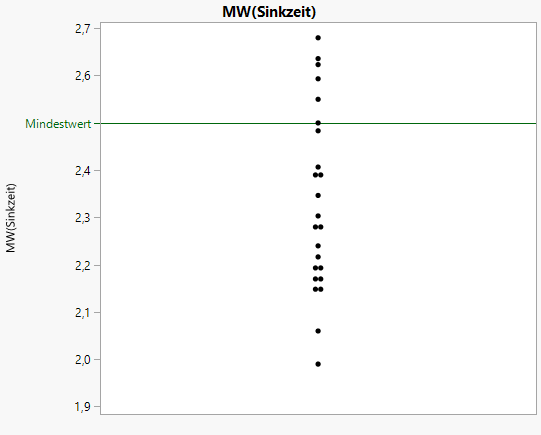 MW(Sinkzeit)
2,7
2,6
Mindestwert
2,4
2,3
2,2
2,1
2,0
1,9
MW(Sinkzeit)